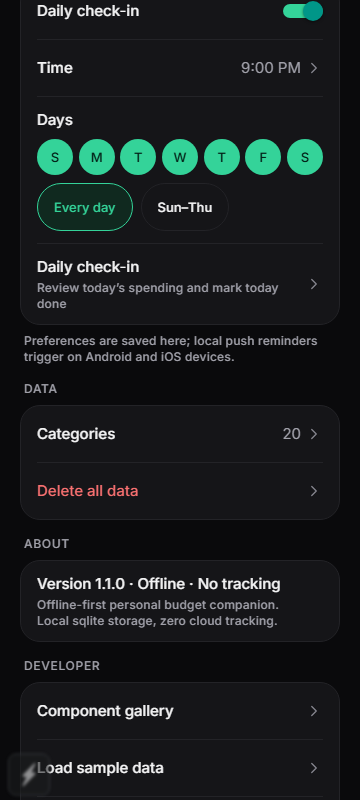 Daily check-in
Time 9:00 PM
Days
S M T W T F S
Every day Sun–Thu
Daily check-in
Review today’s spending and mark today
done
Preferences are saved here; local push reminders
trigger on Android and iOS devices.
DATA
Categories 20
Delete all data
ABOUT
Version 1.1.0 · Offline · No tracking
Offline-first personal budget companion.
Local sqlite storage, zero cloud tracking.
DEVELOPER
Component gallery
Load sample data